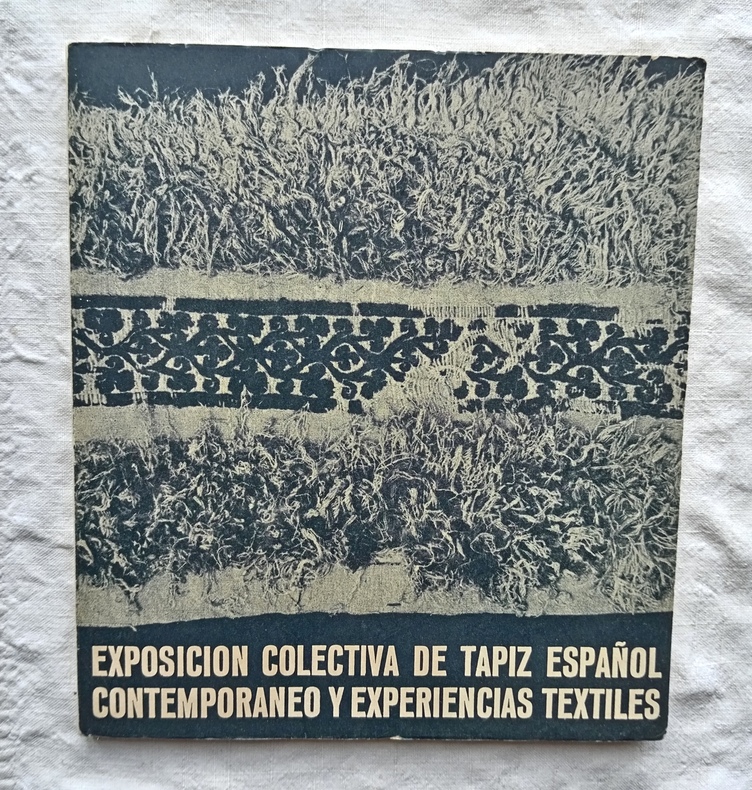 EXPOSICION COLECTIVA DE TAPIZ ESPAÑOL
CONTEMPORANEO Y EXPERIENCIAS TEXTILES